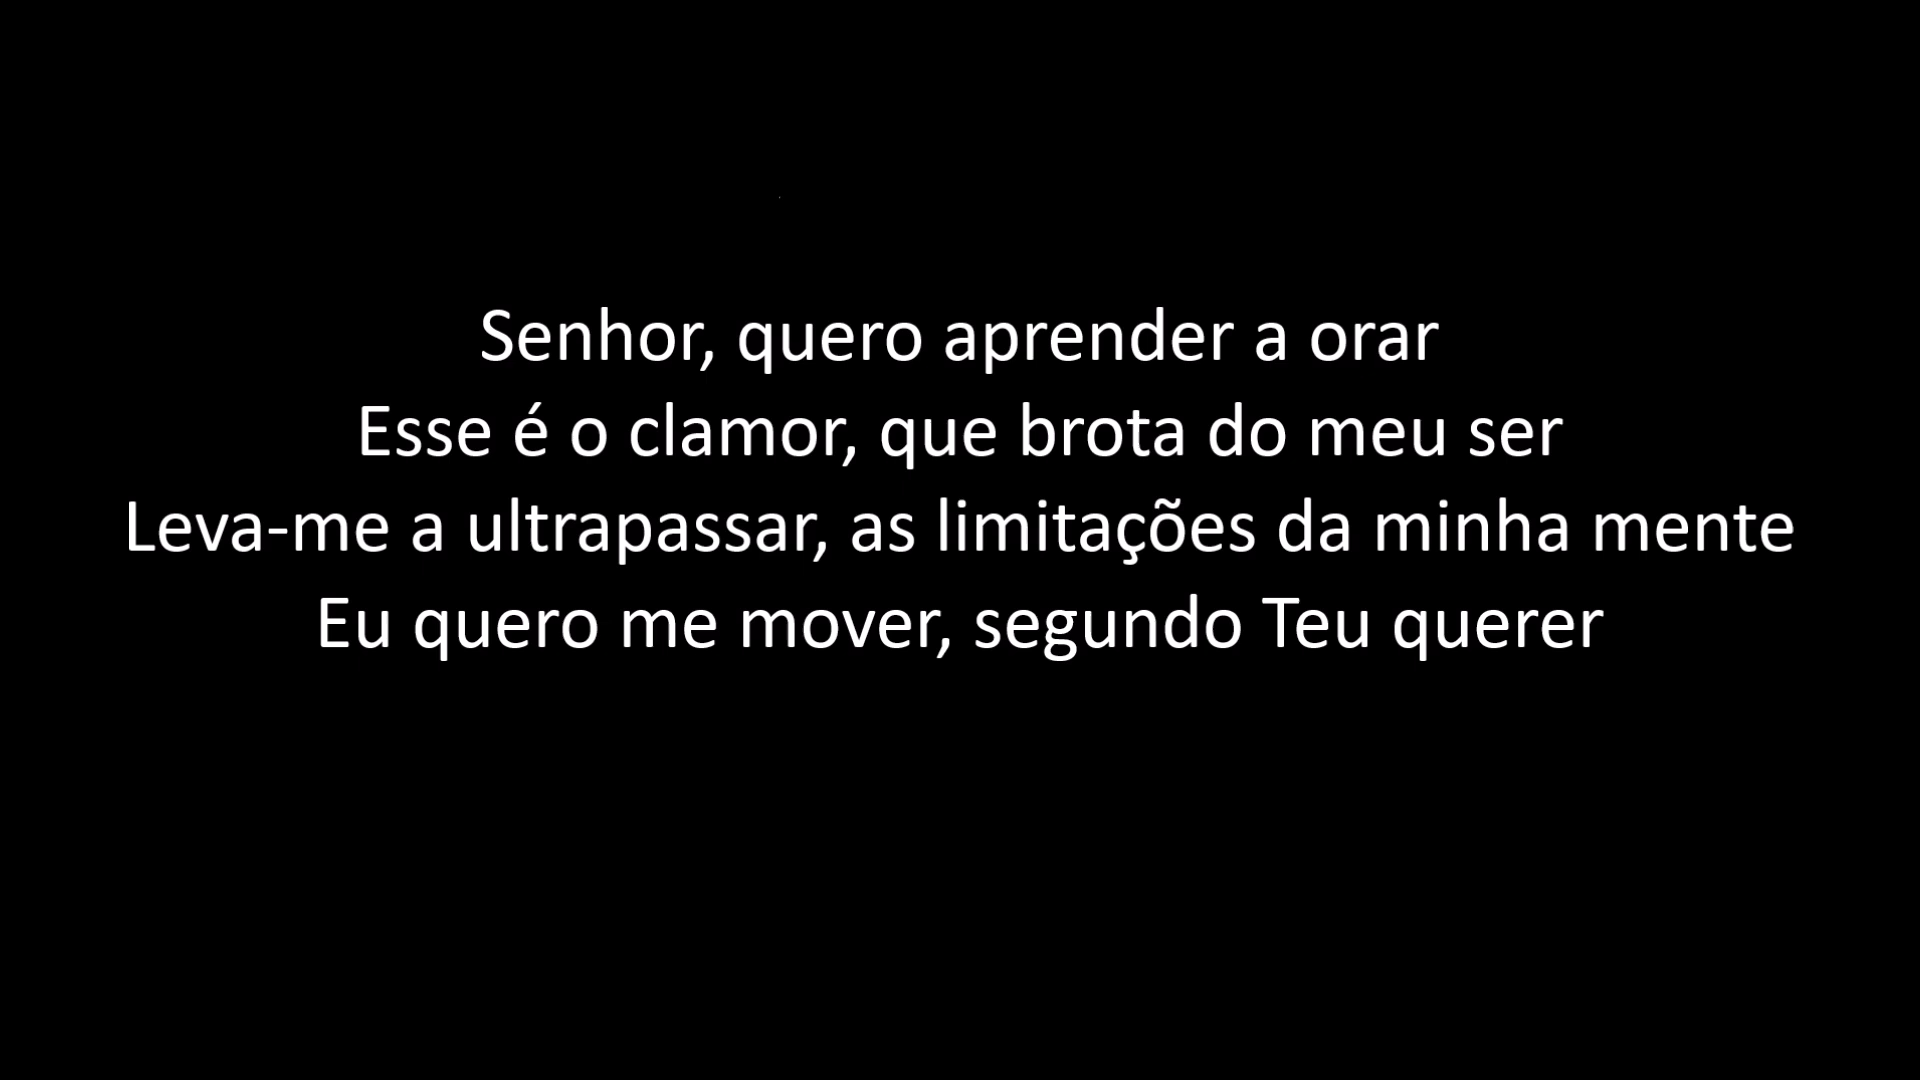 Senhor, quero aprender a orar
Esse é o clamor, que brota do meu ser
Leva-me a ultrapassar, as limitações da minha mente
Eu quero me mover, segundo Teu querer